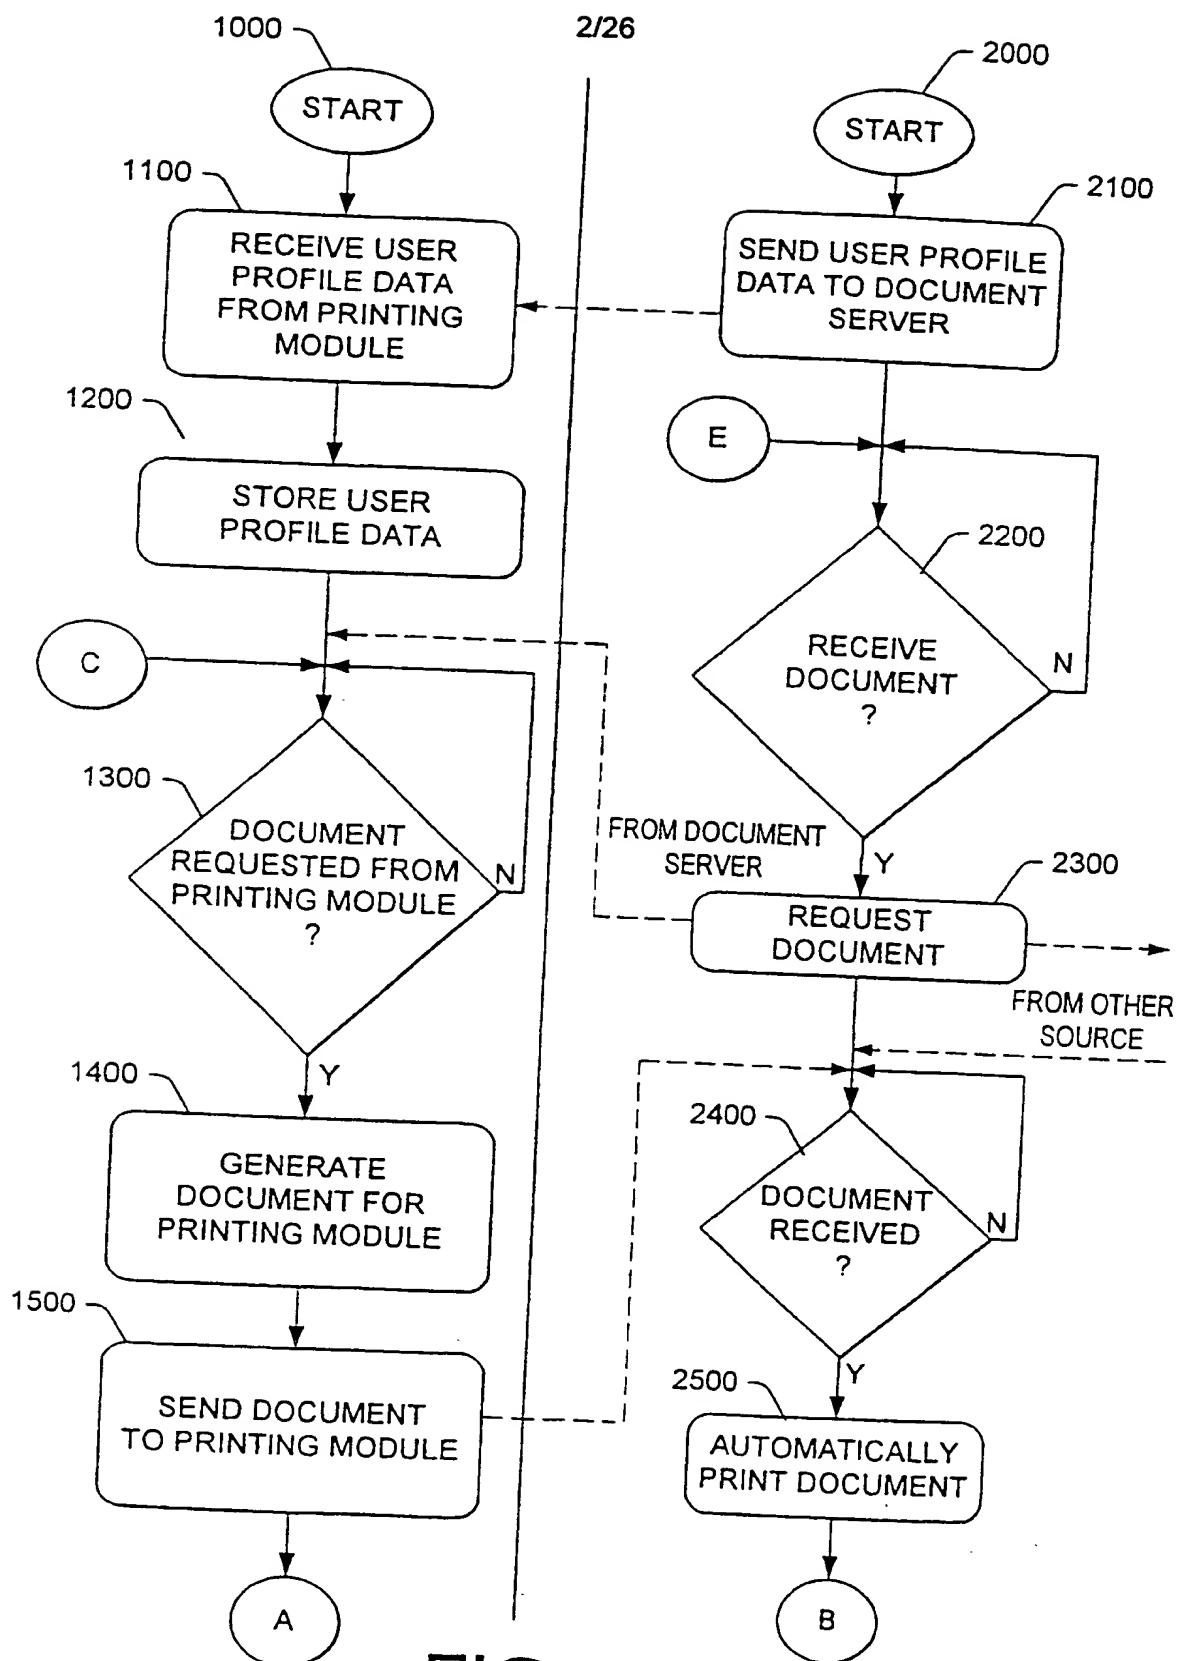 2/26
1000
START
1100
RECEIVE USER
PROFILE DATA
FROM PRINTING
MODULE
1200
STORE USER
PROFILE DATA
C
1300
DOCUMENT
REQUESTED FROM
PRINTING MODULE
?
N
Y
1400
GENERATE
DOCUMENT FOR
PRINTING MODULE
1500
SEND DOCUMENT
TO PRINTING MODULE
A
2000
START
2100
SEND USER PROFILE
DATA TO DOCUMENT
SERVER
E
2200
RECEIVE
DOCUMENT
?
N
Y
FROM DOCUMENT
SERVER
2300
REQUEST
DOCUMENT
FROM OTHER
SOURCE
2400
DOCUMENT
RECEIVED
?
N
Y
2500
AUTOMATICALLY
PRINT DOCUMENT
B